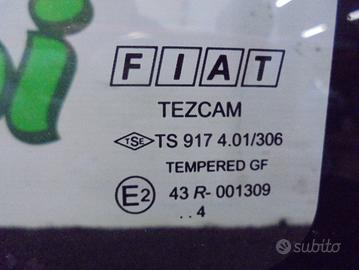 FIAT
TEZCAM
TSE TS 917 4.01/306
TEMPERED GF
E2 43 R- 001309
. . 4
subito